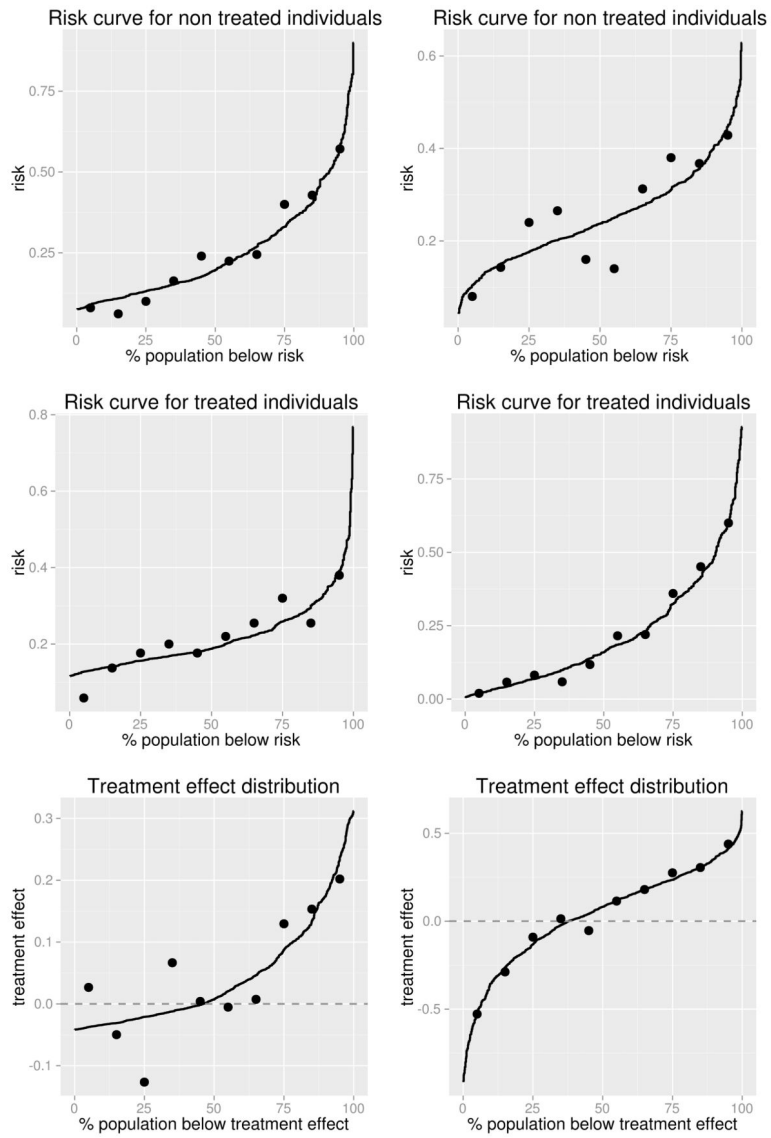 Risk curve for non treated individuals
risk
0.75
0.50
0.25
0
25
50
75
100
% population below risk
Risk curve for non treated individuals
risk
0.6
0.4
0.2
0
25
50
75
100
% population below risk
Risk curve for treated individuals
risk
0.8
0.6
0.4
0.2
0
25
50
75
100
% population below risk
Risk curve for treated individuals
risk
0.75
0.50
0.25
0.00
0
25
50
75
100
% population below risk
Treatment effect distribution
treatment effect
0.3
0.2
0.1
0.0
-0.1
0
25
50
75
100
% population below treatment effect
Treatment effect distribution
treatment effect
0.5
0.0
-0.5
0
25
50
75
100
% population below treatment effect